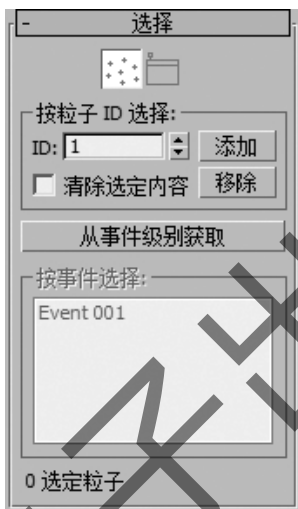 - 选择
按粒子 ID 选择:
ID: 1 添加
清除选定内容 移除
从事件级别获取
按事件选择:
Event 001
0 选定粒子